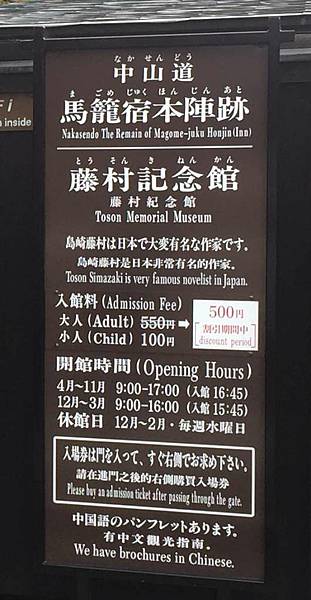 なかせんどう
中山道
まごめじゅくほんじんあと
馬籠宿本陣跡
Nakasendo The Remain of Magome-juku Honjin(Inn)
とうそんきねんかん
藤村記念館
藤村紀念館
Toson Memorial Museum
島崎藤村は日本で大変有名な作家です。
島崎藤村是日本非常有名的作家。
Toson Simazaki is very famous novelist in Japan.
入館料(Admission Fee)
大人(Adult) 550円 ➡ 500円
小人(Child) 100円
割引期間中
discount period
開館時間(Opening Hours)
4月〜11月 9:00-17:00 (入館 16:45)
12月〜3月 9:00-16:00 (入館 15:45)
休館日 12月〜2月・毎週水曜日
入場券は門を入って、すぐ右側でお求め下さい。
請在進門之後的右側購買入場券
Please buy an admission ticket after passing through the gate.
中国語のパンフレットあります。
有中文觀光指南。
We have brochures in Chinese.
inside